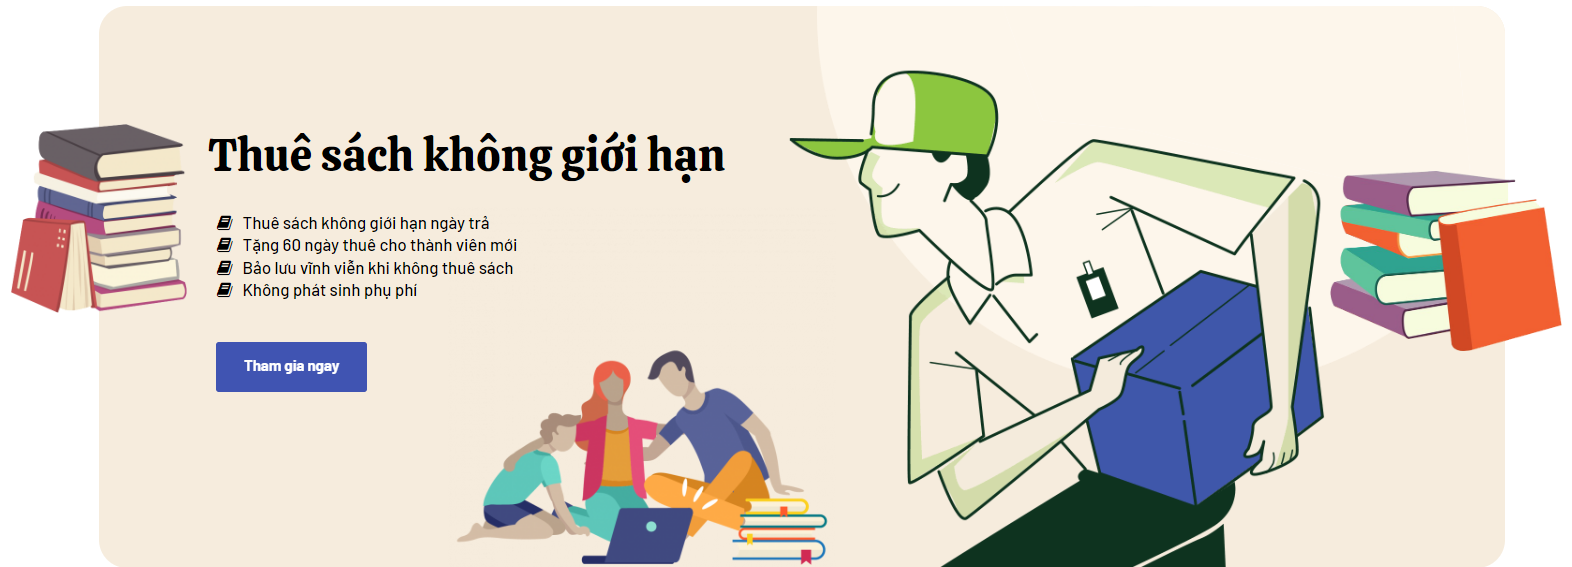 Thuê sách không giới hạn
Thuê sách không giới hạn ngày trả
Tặng 60 ngày thuê cho thành viên mới
Bảo lưu vĩnh viễn khi không thuê sách
Không phát sinh phụ phí
Tham gia ngay